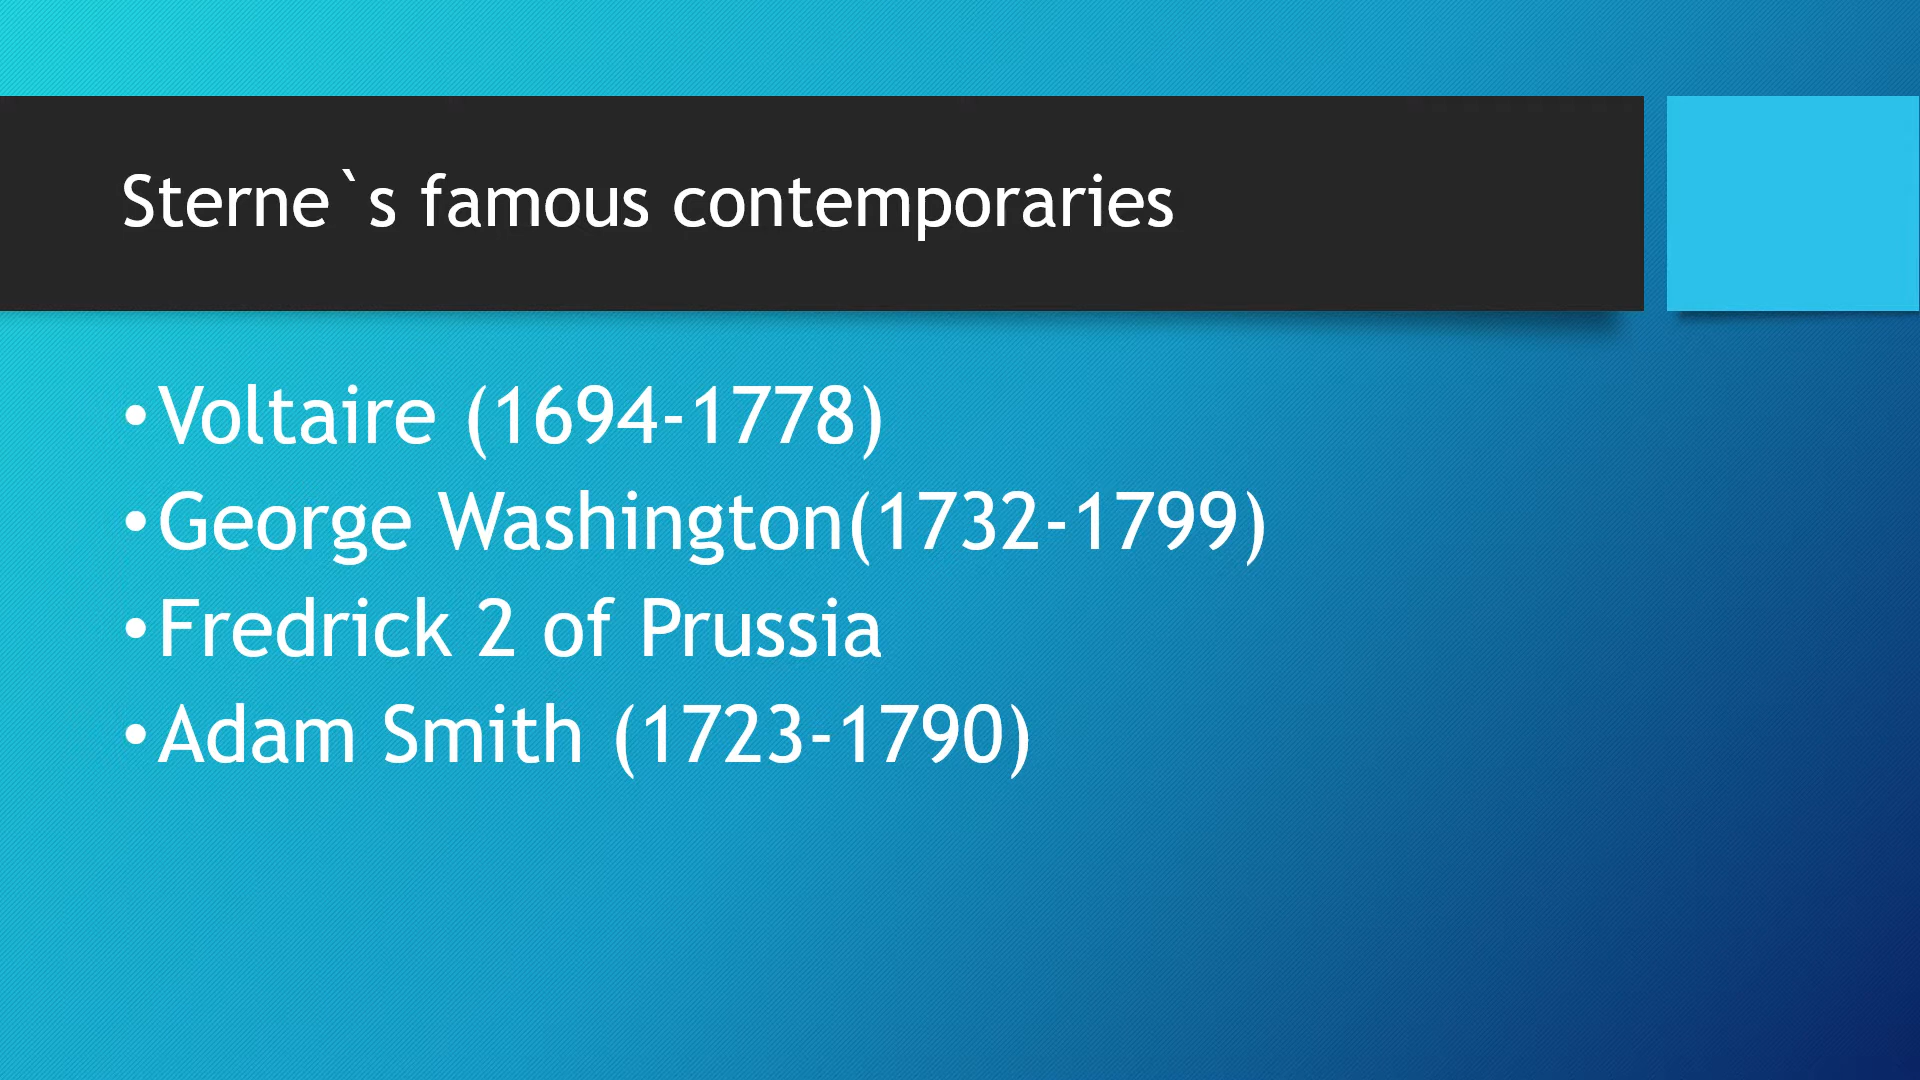 Sterne`s famous contemporaries
•Voltaire (1694-1778)
•George Washington(1732-1799)
•Fredrick 2 of Prussia
•Adam Smith (1723-1790)